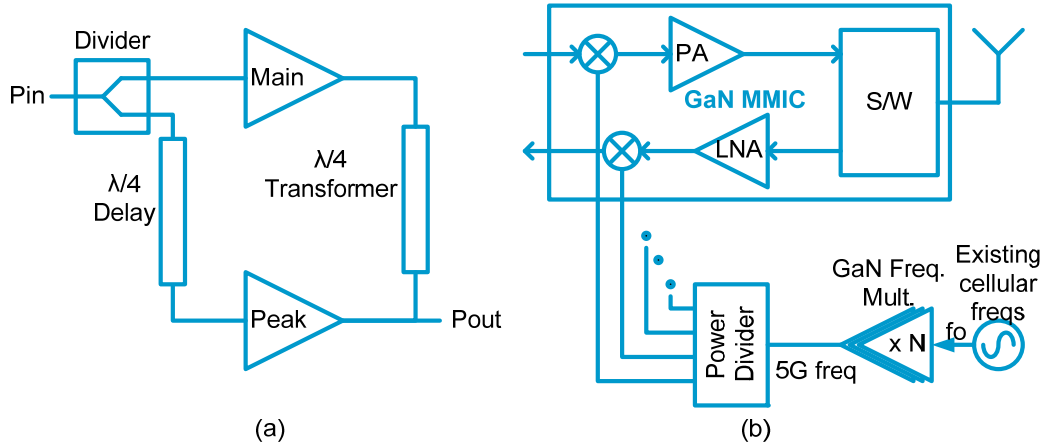 Divider
Pin
Main
λ/4
Delay
λ/4
Transformer
Peak
Pout
(a)
PA
GaN MMIC
S/W
LNA
GaN Freq.
Mult.
Existing
cellular
freqs
fo
x N
Power
Divider
5G freq
(b)